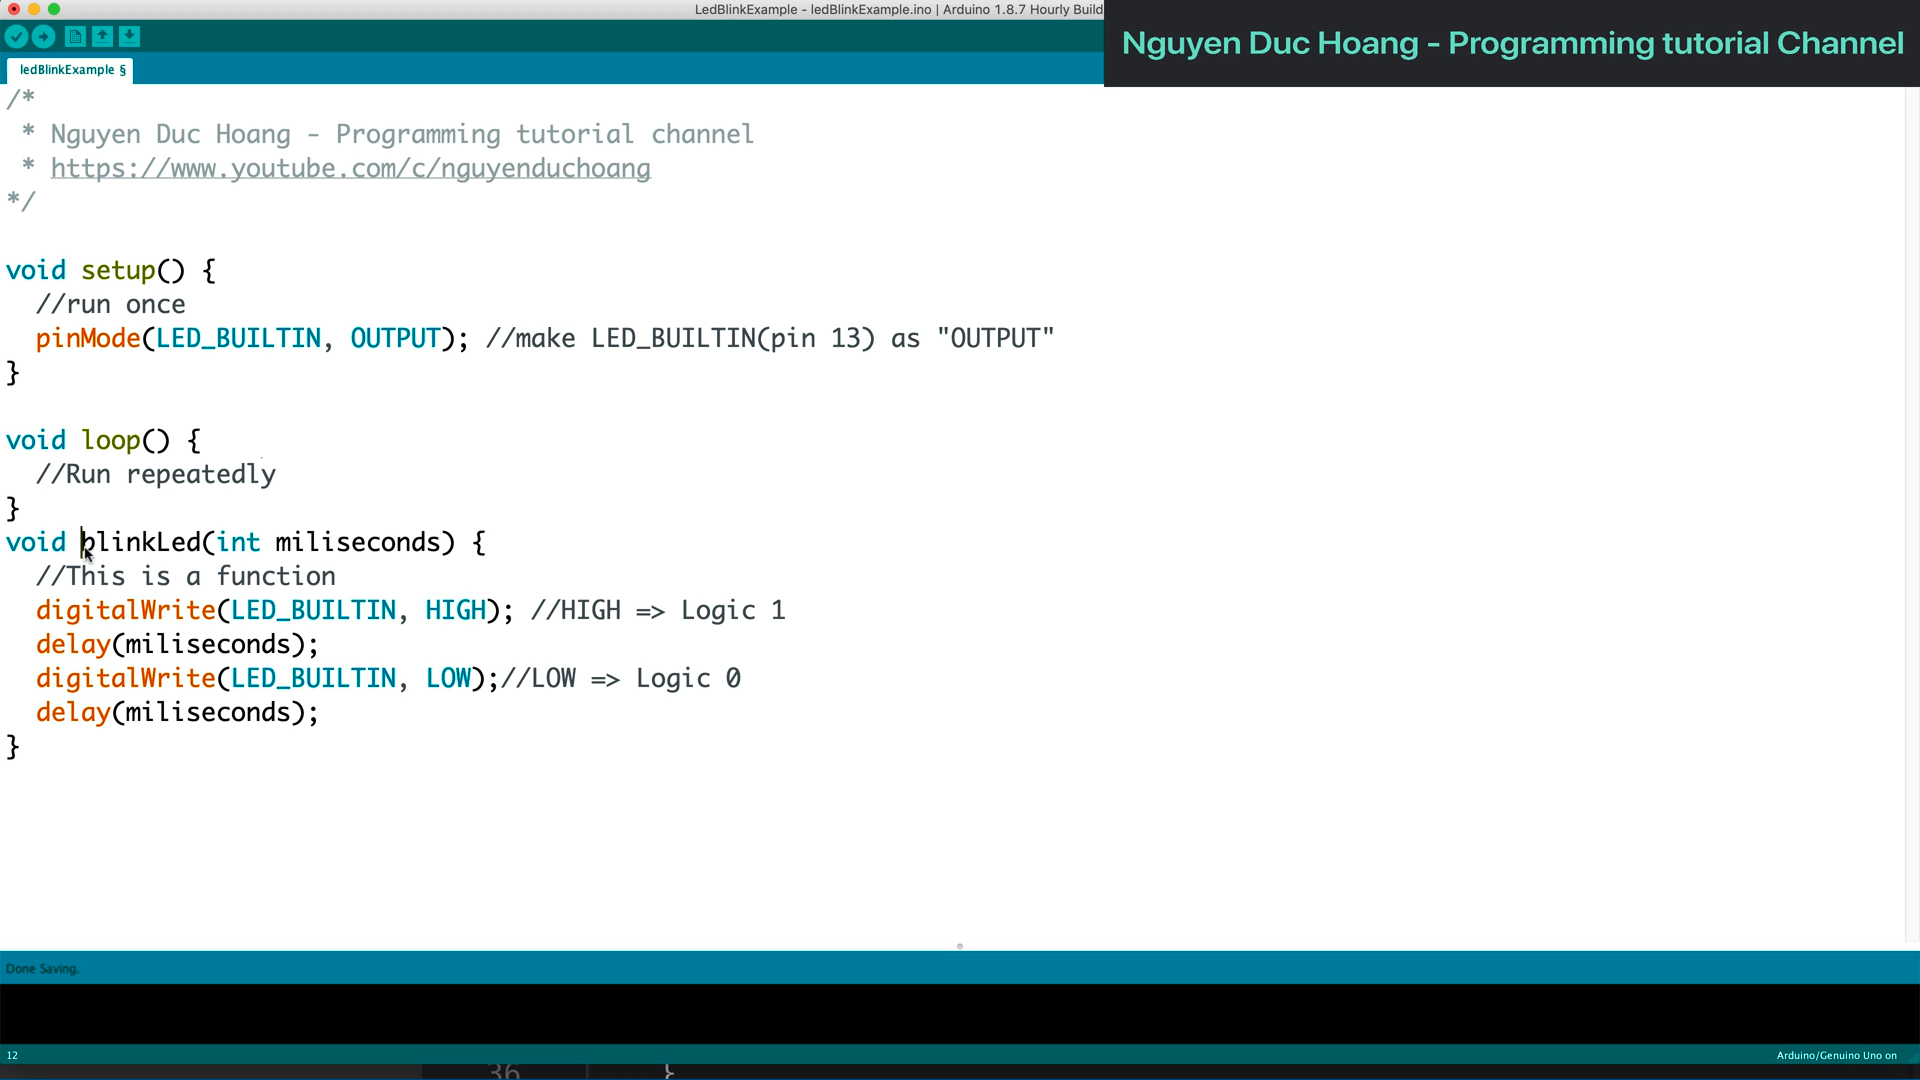 LedBlinkExample - ledBlinkExample.ino | Arduino 1.8.7 Hourly Build
Nguyen Duc Hoang - Programming tutorial Channel
ledBlinkExample §
/*
* Nguyen Duc Hoang - Programming tutorial channel
* https://www.youtube.com/c/nguyenduchoang
*/
void setup() {
//run once
pinMode(LED_BUILTIN, OUTPUT); //make LED_BUILTIN(pin 13) as "OUTPUT"
}
void loop() {
//Run repeatedly
}
void blinkLed(int miliseconds) {
//This is a function
digitalWrite(LED_BUILTIN, HIGH); //HIGH => Logic 1
delay(miliseconds);
digitalWrite(LED_BUILTIN, LOW);//LOW => Logic 0
delay(miliseconds);
}
Done Saving.
12
Arduino/Genuino Uno on
36 }